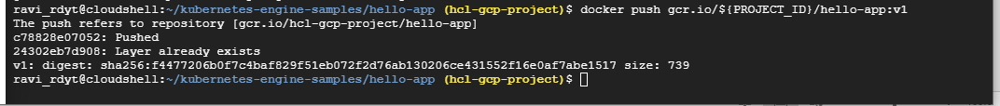 ravi_rdyt@cloudshell:~/kubernetes-engine-samples/hello-app (hcl-gcp-project)$ docker push gcr.io/${PROJECT_ID}/hello-app:v1
The push refers to repository [gcr.io/hcl-gcp-project/hello-app]
c78828e07052: Pushed
24302eb7d908: Layer already exists
v1: digest: sha256:f4477206b0f7c4baf829f51eb072f2d76ab130206ce431552f16e0af7abe1517 size: 739
ravi_rdyt@cloudshell:~/kubernetes-engine-samples/hello-app (hcl-gcp-project)$